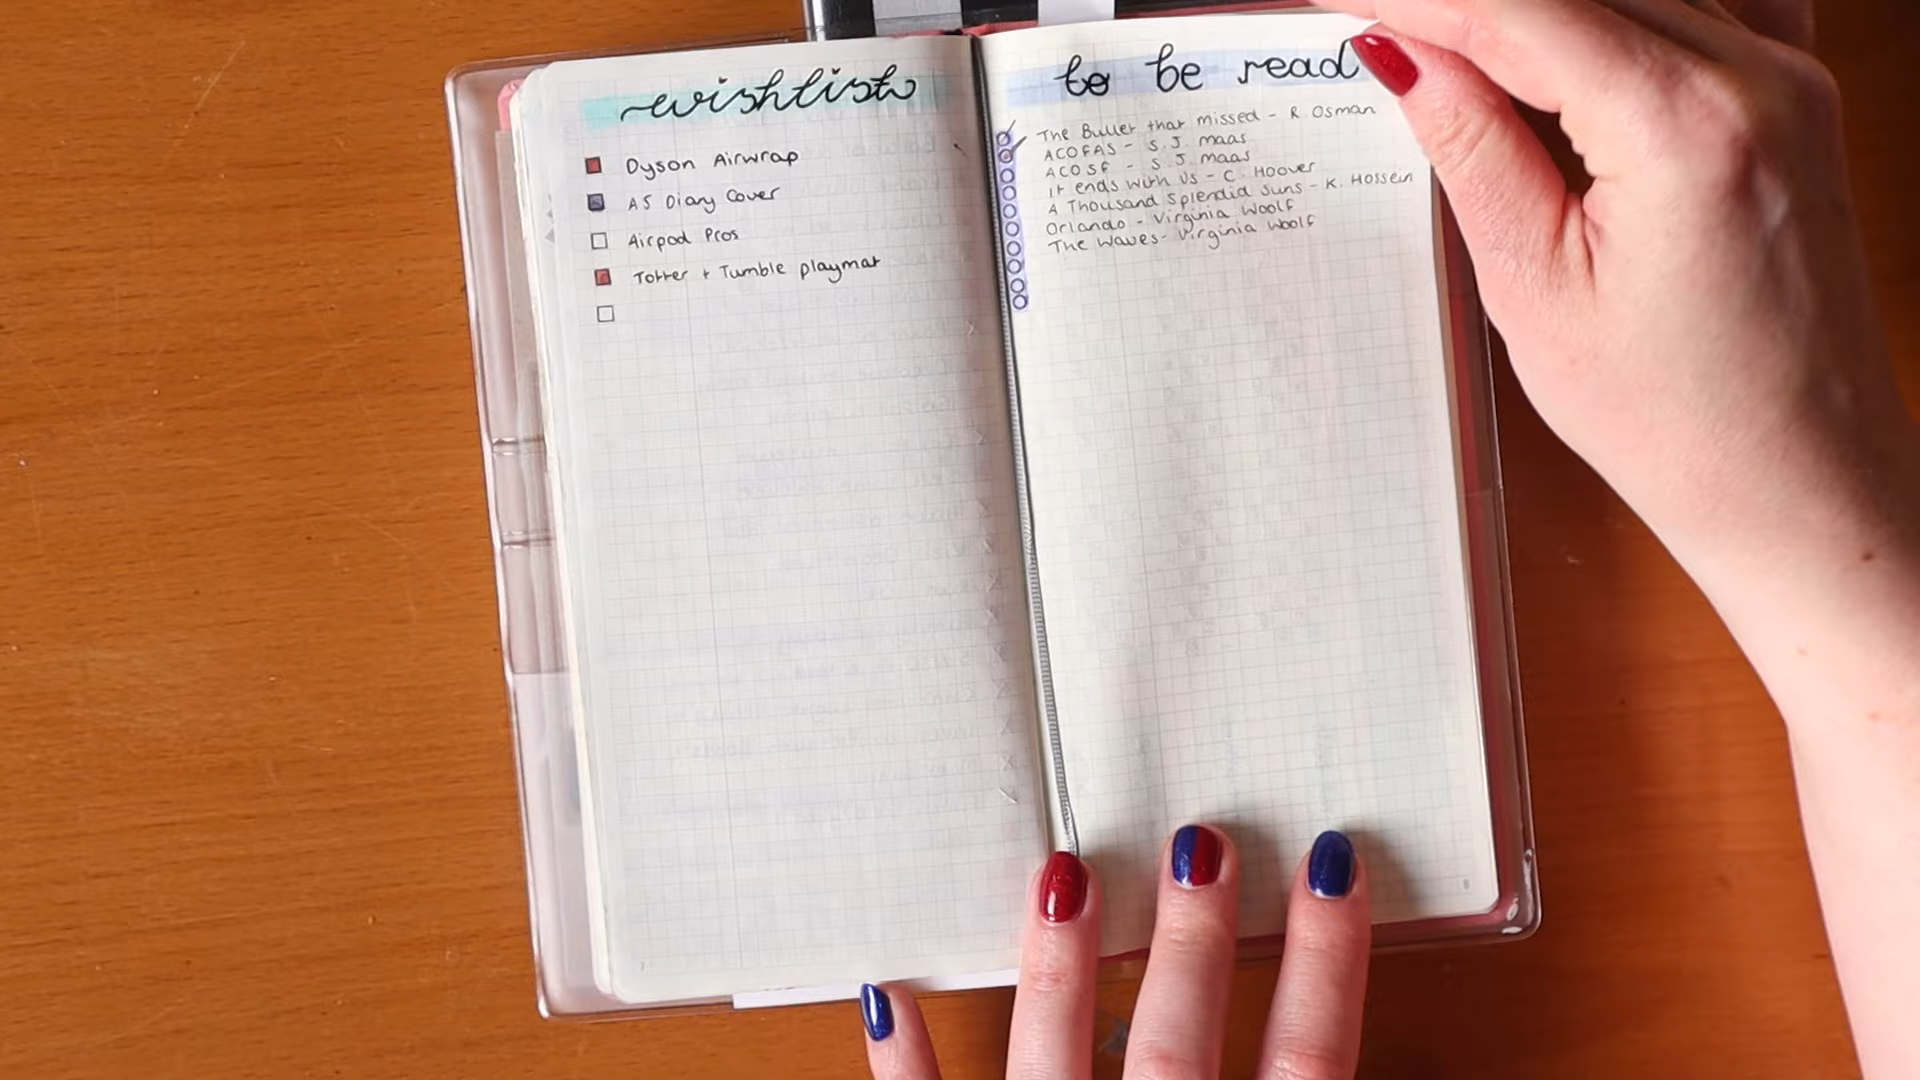 wishlist
Dyson Airwrap
A5 Diary Cover
Airpod Pros
Totter + Tumble playmat
7
to be read
The Bullet that missed - R. Osman
ACOFAS - S.J. maas
ACOSF - S.J. maas
It ends with Us - C. Hoover
A Thousand Splendid Suns - K. Hossein
Orlando - Virginia Woolf
The Waves - Virginia Woolf
8